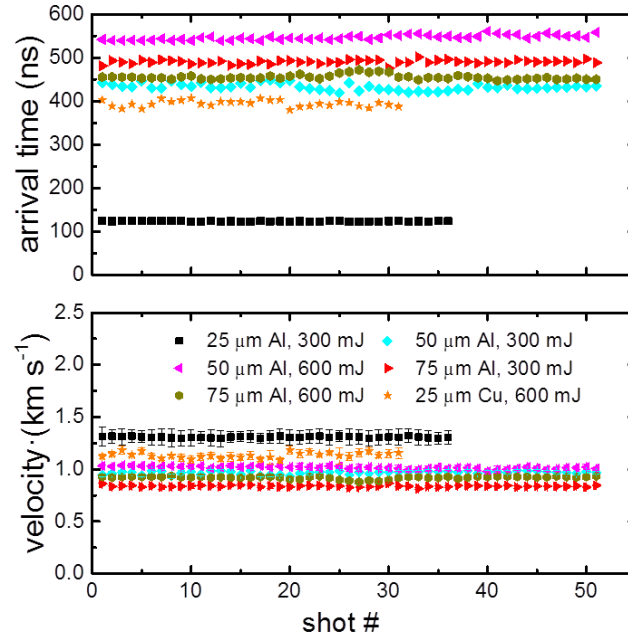 600
500
400
300
200
100
0
arrival time (ns)
2.5
2.0
1.5
1.0
0.5
0.0
velocity·(km s⁻¹)
25 μm Al, 300 mJ
50 μm Al, 300 mJ
50 μm Al, 600 mJ
75 μm Al, 300 mJ
75 μm Al, 600 mJ
25 μm Cu, 600 mJ
0 10 20 30 40 50
shot #